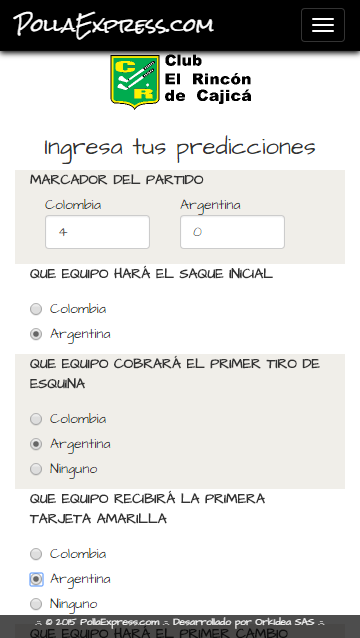 PollaExpress.com
Club
El Rincón
de Cajicá
CR
Ingresa tus predicciones
MARCADOR DEL PARTIDO
Colombia Argentina
4 0
QUE EQUIPO HARÁ EL SAQUE INICIAL
Colombia
Argentina
QUE EQUIPO COBRARÁ EL PRIMER TIRO DE
ESQUINA
Colombia
Argentina
Ninguno
QUE EQUIPO RECIBIRÁ LA PRIMERA
TARJETA AMARILLA
Colombia
Argentina
Ninguno
.:. © 2015 PollaExpress.com .:. Desarrollado por Orkidea SAS .:.
QUE EQUIPO HARÁ EL PRIMER CAMBIO